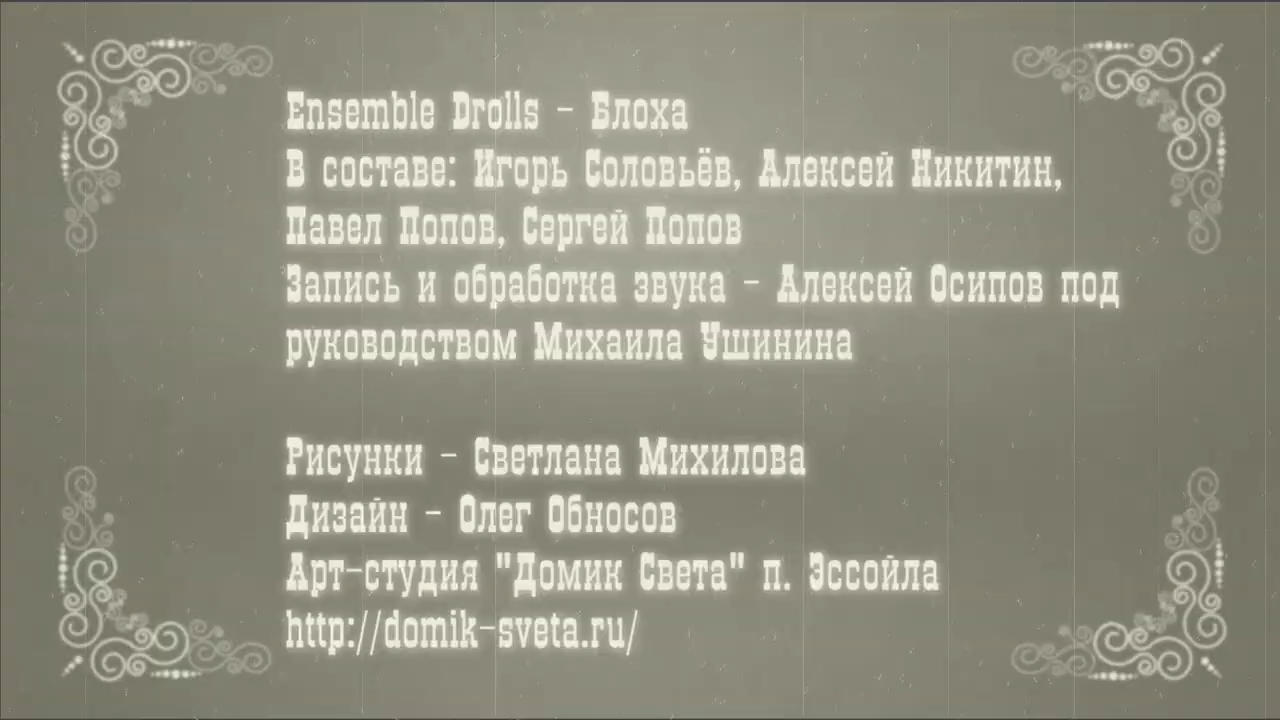 Ensemble Drolls - Блоха
В составе: Игорь Соловьёв, Алексей Никитин,
Павел Попов, Сергей Попов
Запись и обработка звука - Алексей Осипов под
руководством Михаила Ушинина
Рисунки - Светлана Михилова
Дизайн - Олег Обносов
Арт-студия "Домик Света" п. Эссойла
http://domik-sveta.ru/